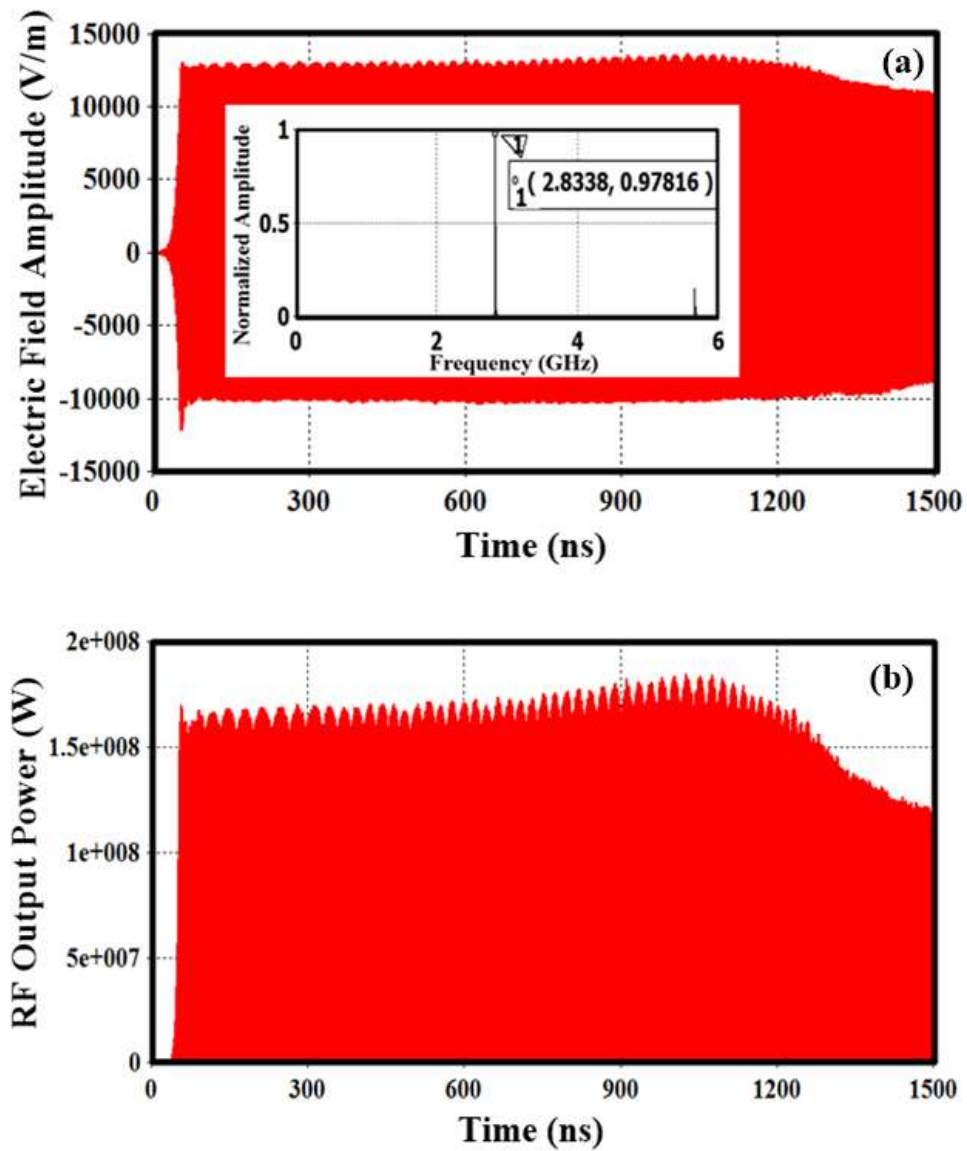 Electric Field Amplitude (V/m)
15000
10000
5000
0
-5000
-10000
-15000
(a)
Normalized Amplitude
1
0.5
0
1
1 ( 2.8338, 0.97816 )
0 2 4 6
Frequency (GHz)
0 300 600 900 1200 1500
Time (ns)
RF Output Power (W)
2e+008
1.5e+008
1e+008
5e+007
0
(b)
0 300 600 900 1200 1500
Time (ns)